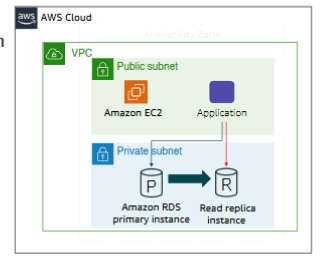 aws AWS Cloud
n
Availability Zone
VPC
Public subnet
Amazon EC2
Application
Private subnet
P
R
Amazon RDS
primary instance
Read replica
instance